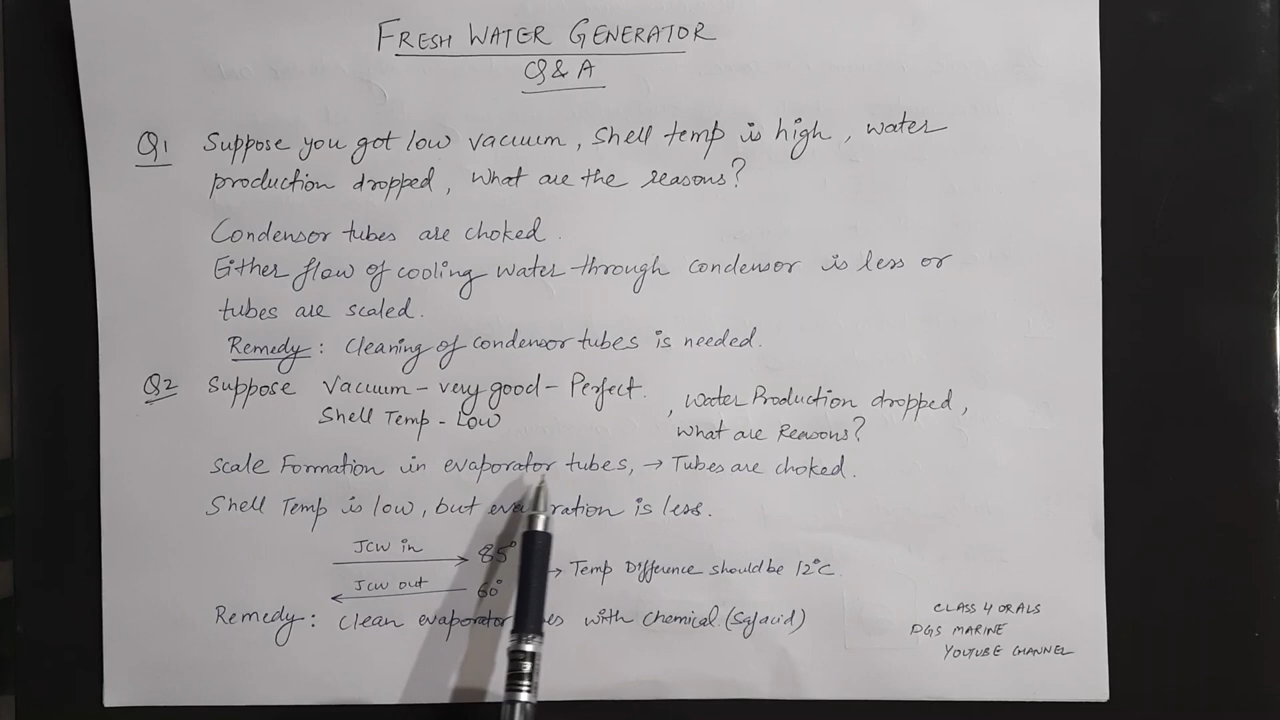 FRESH WATER GENERATOR
Q & A
Q1 Suppose you got low vacuum, Shell temp is high, water
production dropped, What are the reasons?
Condensor tubes are choked.
Either flow of cooling water through condensor is less or
tubes are scaled.
Remedy: Cleaning of condensor tubes is needed.
Q2 Suppose Vacuum - very good - Perfect.
Shell Temp - Low
, Water Production dropped,
What are Reasons?
Scale Formation in evaporator tubes, → Tubes are choked.
Shell Temp is low, but evaporation is less.
JCW in → 85°
JCW out ← 60°
→ Temp Difference should be 12°C.
Remedy: Clean evaporator with chemical. (Saf acid)
CLASS 4 ORALS
DGS MARINE
YOUTUBE CHANNEL